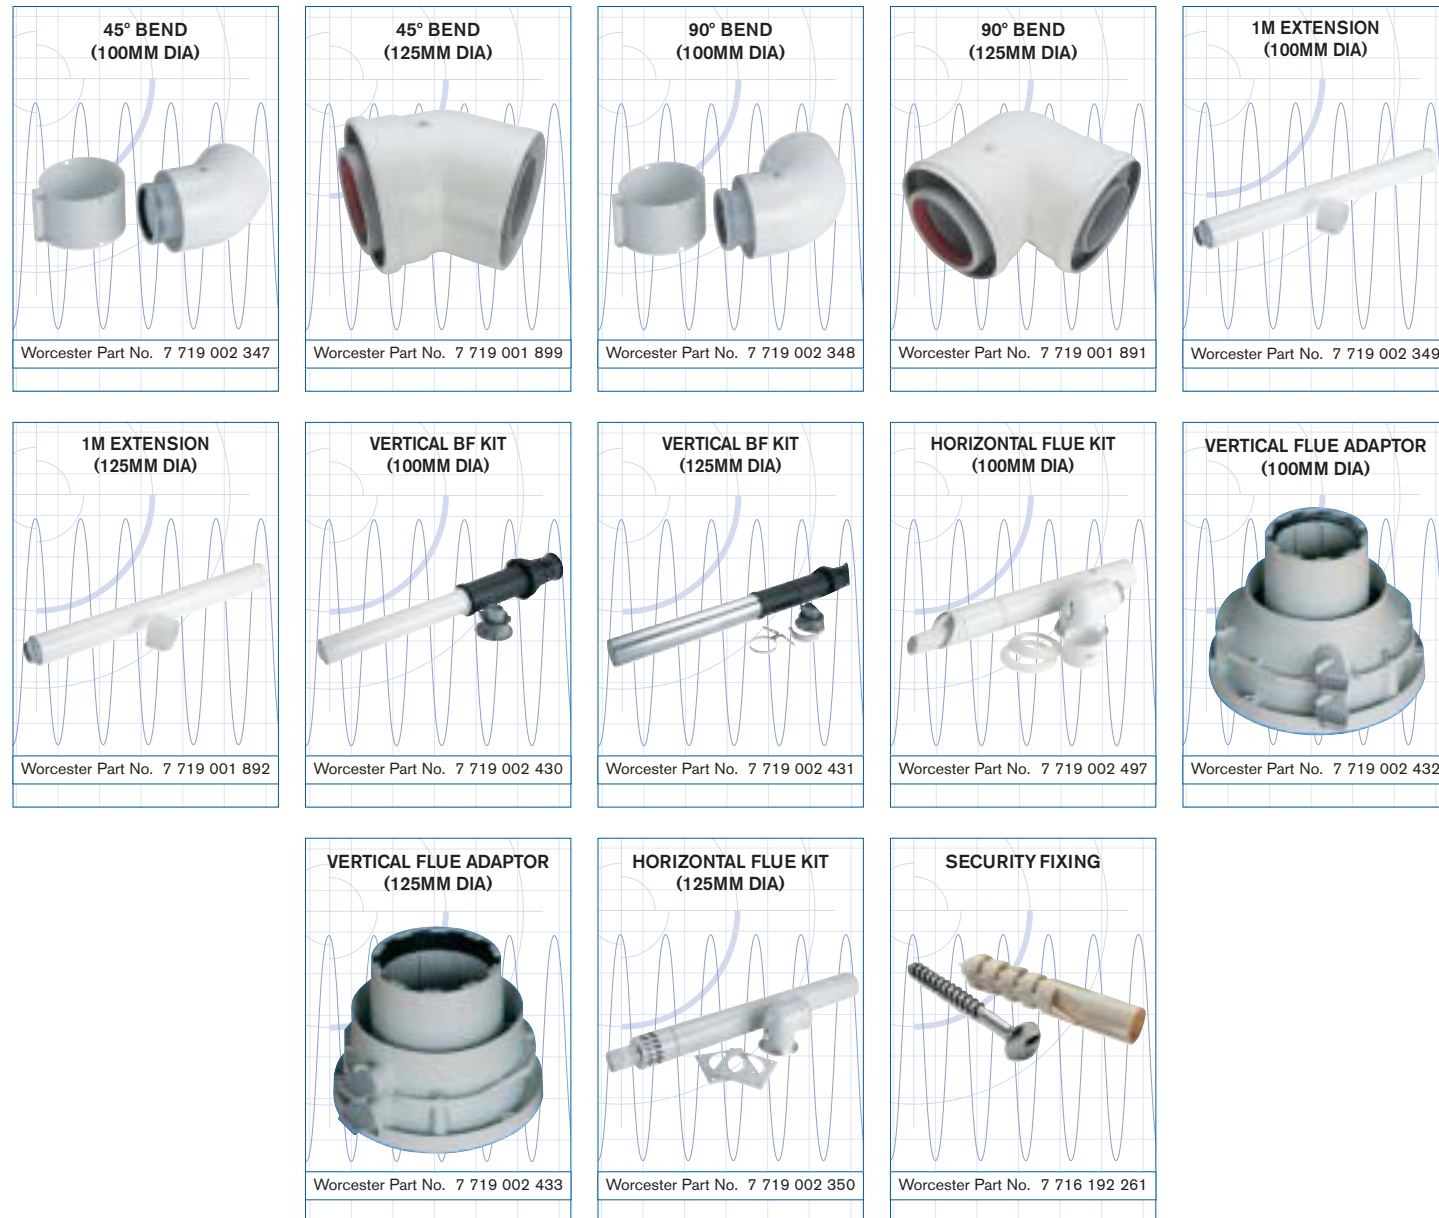 45° BEND
(100MM DIA)
Worcester Part No. 7 719 002 347
45° BEND
(125MM DIA)
Worcester Part No. 7 719 001 899
90° BEND
(100MM DIA)
Worcester Part No. 7 719 002 348
90° BEND
(125MM DIA)
Worcester Part No. 7 719 001 891
1M EXTENSION
(100MM DIA)
Worcester Part No. 7 719 002 349
1M EXTENSION
(125MM DIA)
Worcester Part No. 7 719 001 892
VERTICAL BF KIT
(100MM DIA)
Worcester Part No. 7 719 002 430
VERTICAL BF KIT
(125MM DIA)
Worcester Part No. 7 719 002 431
HORIZONTAL FLUE KIT
(100MM DIA)
Worcester Part No. 7 719 002 497
VERTICAL FLUE ADAPTOR
(100MM DIA)
Worcester Part No. 7 719 002 432
VERTICAL FLUE ADAPTOR
(125MM DIA)
Worcester Part No. 7 719 002 433
HORIZONTAL FLUE KIT
(125MM DIA)
Worcester Part No. 7 719 002 350
SECURITY FIXING
Worcester Part No. 7 716 192 261